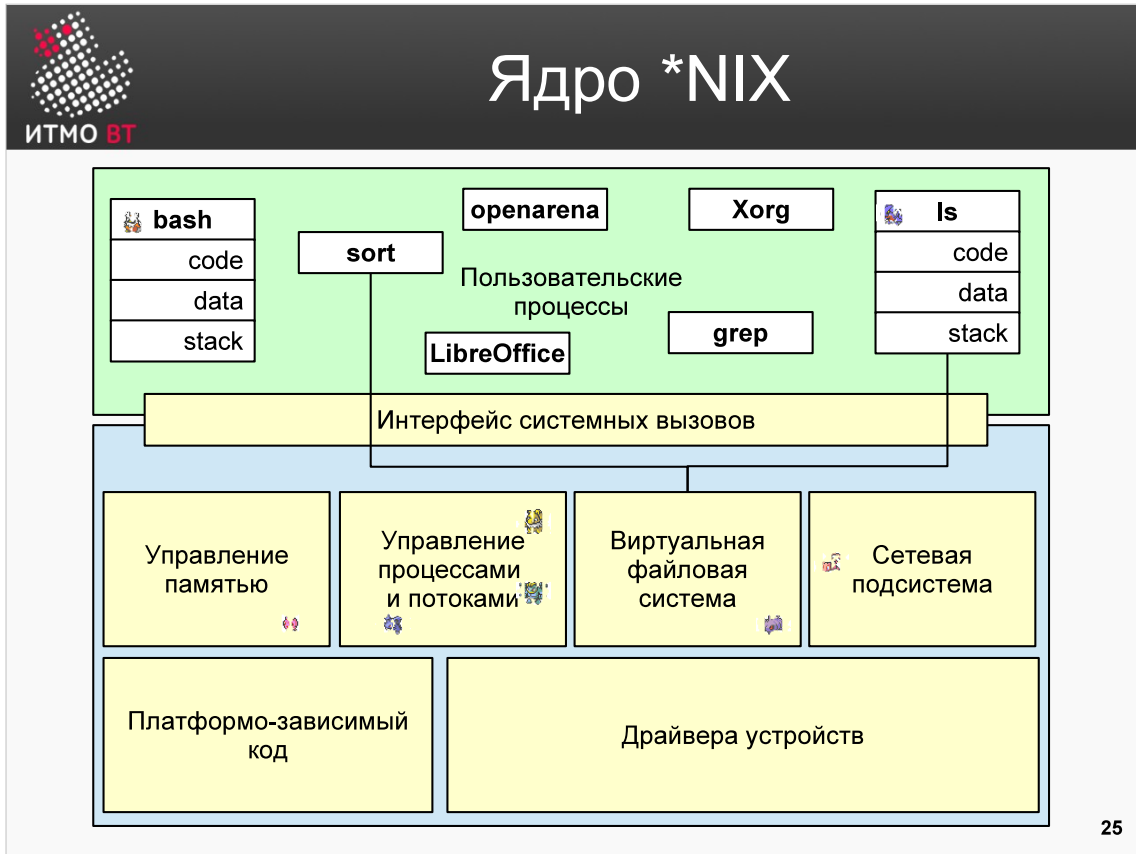 Ядро *NIX
ИТМО ВТ
bash
code
data
stack
sort
openarena
Xorg
ls
code
data
stack
Пользовательские
процессы
LibreOffice
grep
Интерфейс системных вызовов
Управление
памятью
Управление
процессами
и потоками
Виртуальная
файловая
система
Сетевая
подсистема
Платформо-зависимый
код
Драйвера устройств
25